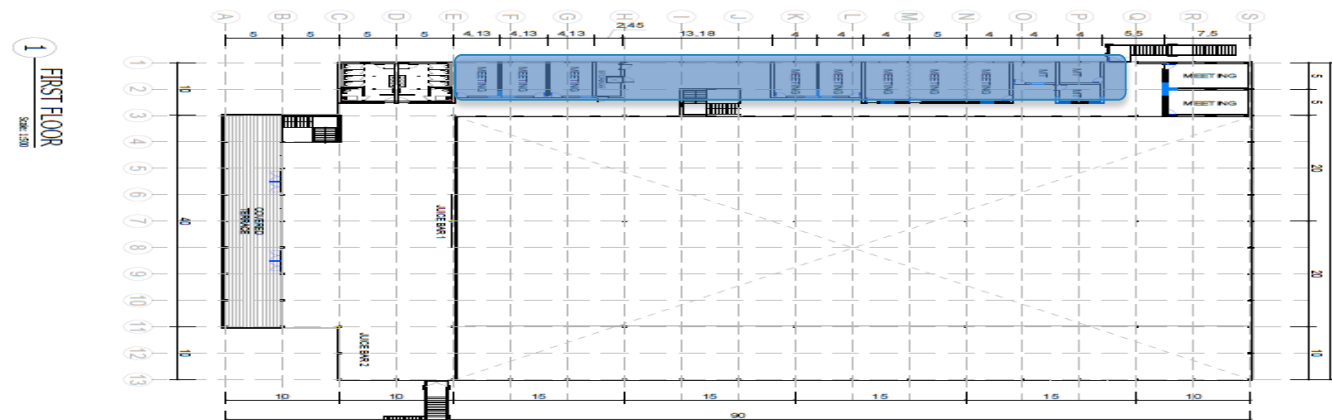 A B C D E F G H I J K L M N O P Q R S
5 5 5 5 4,13 4,13 4,13 2,45 13,18 4 4 4 5 4 4 4 5,5 7,5
1
FIRST FLOOR
1 2 3 4 5 6 7 8 9 10 11 12 13
10 40 10
MEETING
MEETING
MEETING
MEETING
MEETING
MEETING
MEETING
MEETING
MT
MT
MT
MEETING
MEETING
5 5 20 20 10
COVERED
TERRACE
JUICE BAR 1
JUICE BAR 2
10 10 15 15 15 15 10
90